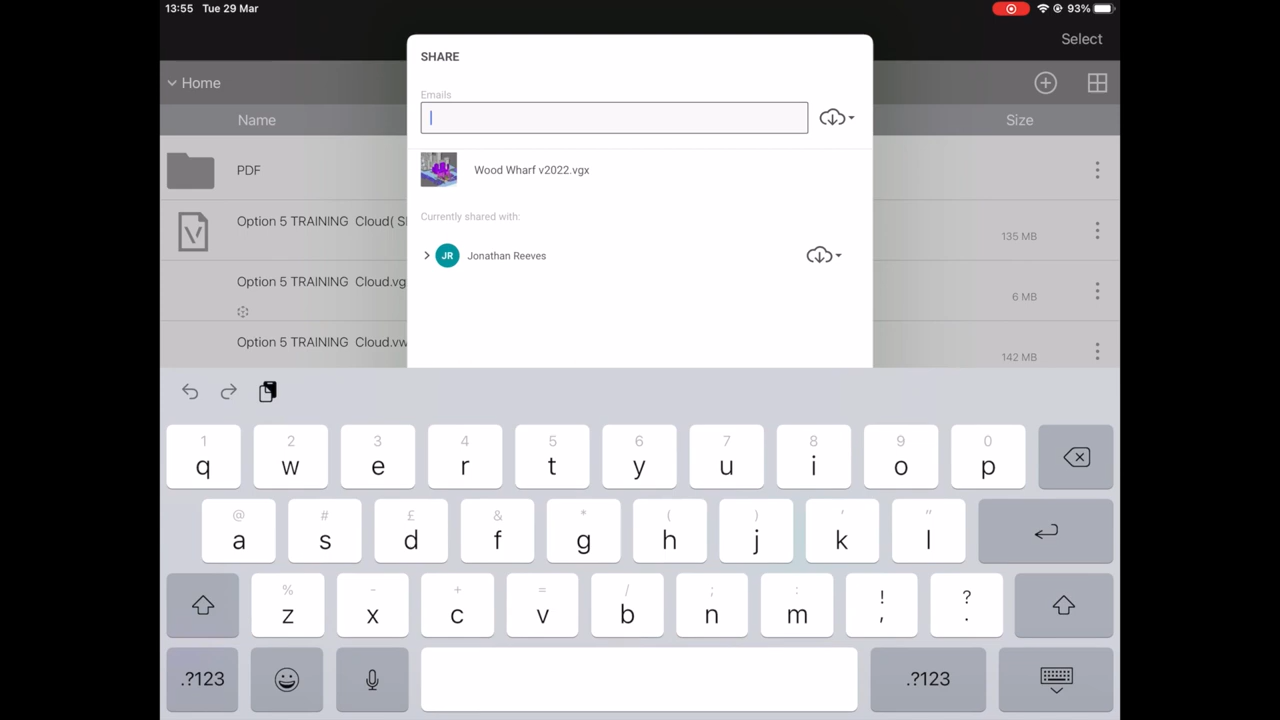 13:55 Tue 29 Mar
93%
Select
SHARE
Home
Emails
Name
Size
PDF
Wood Wharf v2022.vgx
Option 5 TRAINING Cloud( S
135 MB
Currently shared with:
JR Jonathan Reeves
Option 5 TRAINING Cloud.vg
6 MB
Option 5 TRAINING Cloud.vw
142 MB
1 2 3 4 5 6 7 8 9 0
q w e r t y u i o p
@ # £ & * ( ) ' "
a s d f g h j k l
% - + = / ; : ! ?
z x c v b n m , .
.?123 .?123